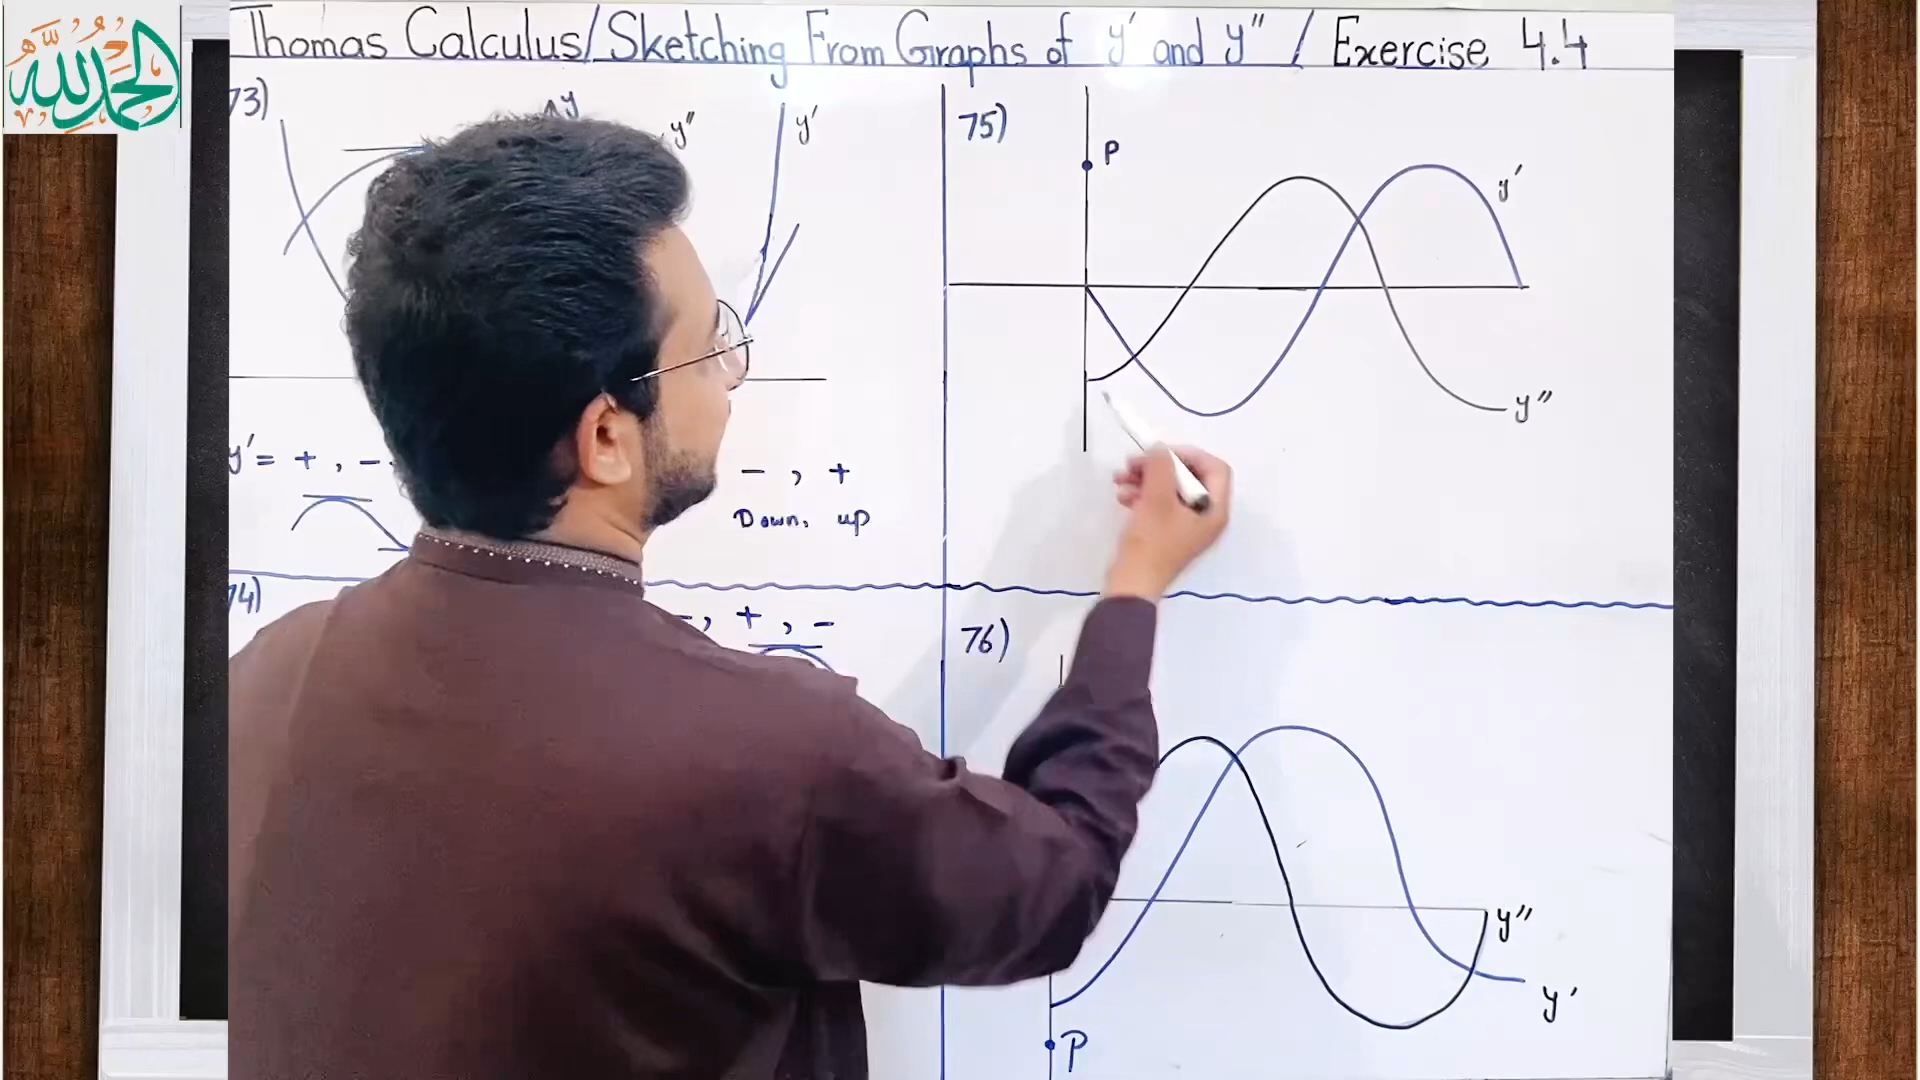 الحمد لله
Thomas Calculus/Sketching From Graphs of y′ and y″ / Exercise 4.4
73)
y
y″
y′
y′ = + , -
- , +
Down, up
74)
, + , -
75)
P
y′
y″
76)
y″
y′
P